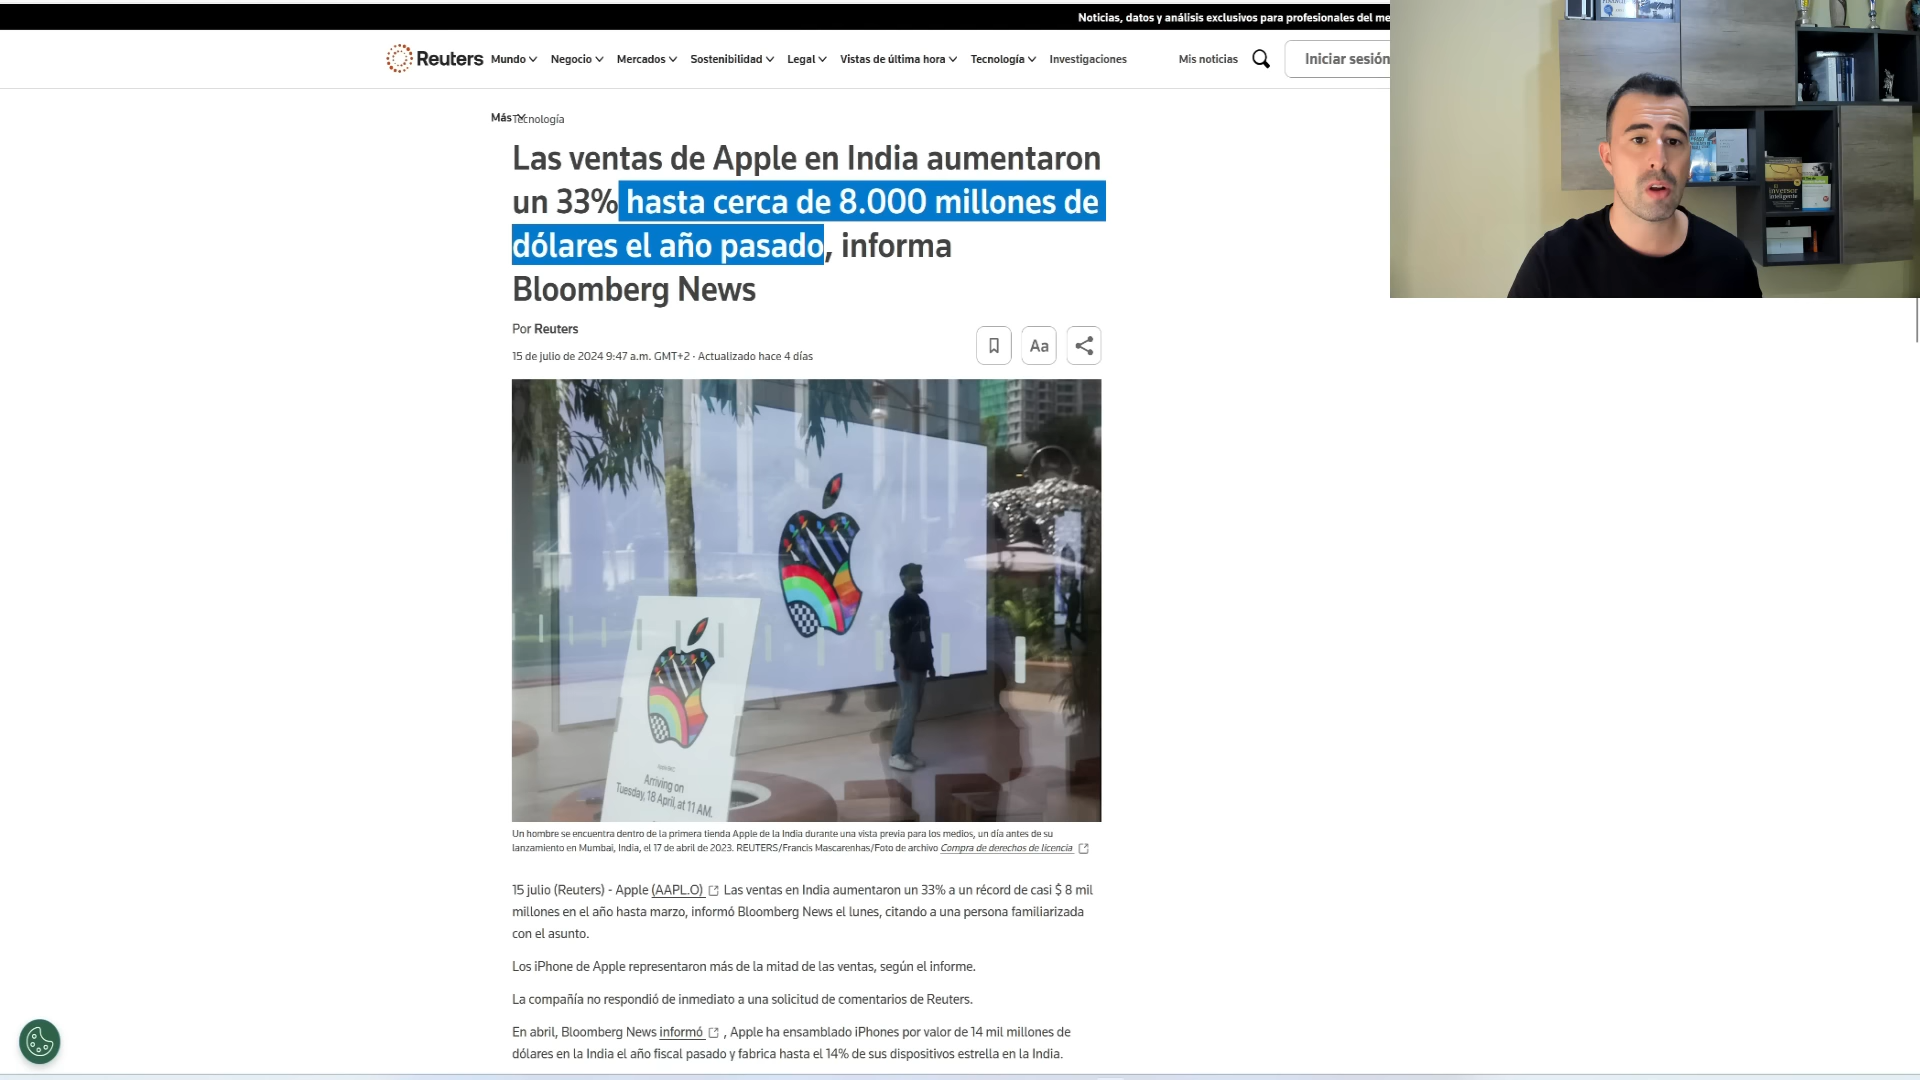 Noticias, datos y análisis exclusivos para profesionales del me
Reuters Mundo Negocio Mercados Sostenibilidad Legal Vistas de última hora Tecnología Investigaciones Mis noticias Iniciar sesión
Más Tecnología
Las ventas de Apple en India aumentaron
un 33% hasta cerca de 8.000 millones de
dólares el año pasado, informa
Bloomberg News
Por Reuters
15 de julio de 2024 9:47 a.m. GMT+2 · Actualizado hace 4 días
Aa
Arriving on
Tuesday, 18 April, at 11 AM.
Un hombre se encuentra dentro de la primera tienda Apple de la India durante una vista previa para los medios, un día antes de su
lanzamiento en Mumbai, India, el 17 de abril de 2023. REUTERS/Francis Mascarenhas/Foto de archivo Compra de derechos de licencia
15 julio (Reuters) - Apple (AAPL.O) Las ventas en India aumentaron un 33% a un récord de casi $ 8 mil
millones en el año hasta marzo, informó Bloomberg News el lunes, citando a una persona familiarizada
con el asunto.
Los iPhone de Apple representaron más de la mitad de las ventas, según el informe.
La compañía no respondió de inmediato a una solicitud de comentarios de Reuters.
En abril, Bloomberg News informó , Apple ha ensamblado iPhones por valor de 14 mil millones de
dólares en la India el año fiscal pasado y fabrica hasta el 14% de sus dispositivos estrella en la India.